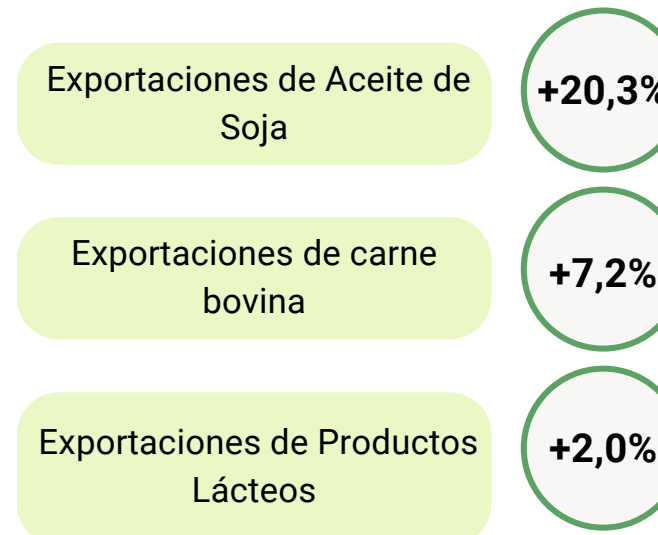 Exportaciones de Aceite de
Soja
+20,3%
Exportaciones de carne
bovina
+7,2%
Exportaciones de Productos
Lácteos
+2,0%